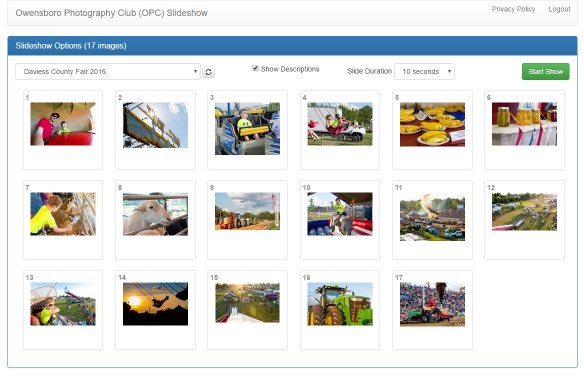 Owensboro Photography Club (OPC) Slideshow
Privacy Policy Logout
Slideshow Options (17 images)
Daviess County Fair 2016
Show Descriptions
Slide Duration 10 seconds
Start Show
1 2 3 4 5 6
7 8 9 10 11 12
13 14 15 16 17